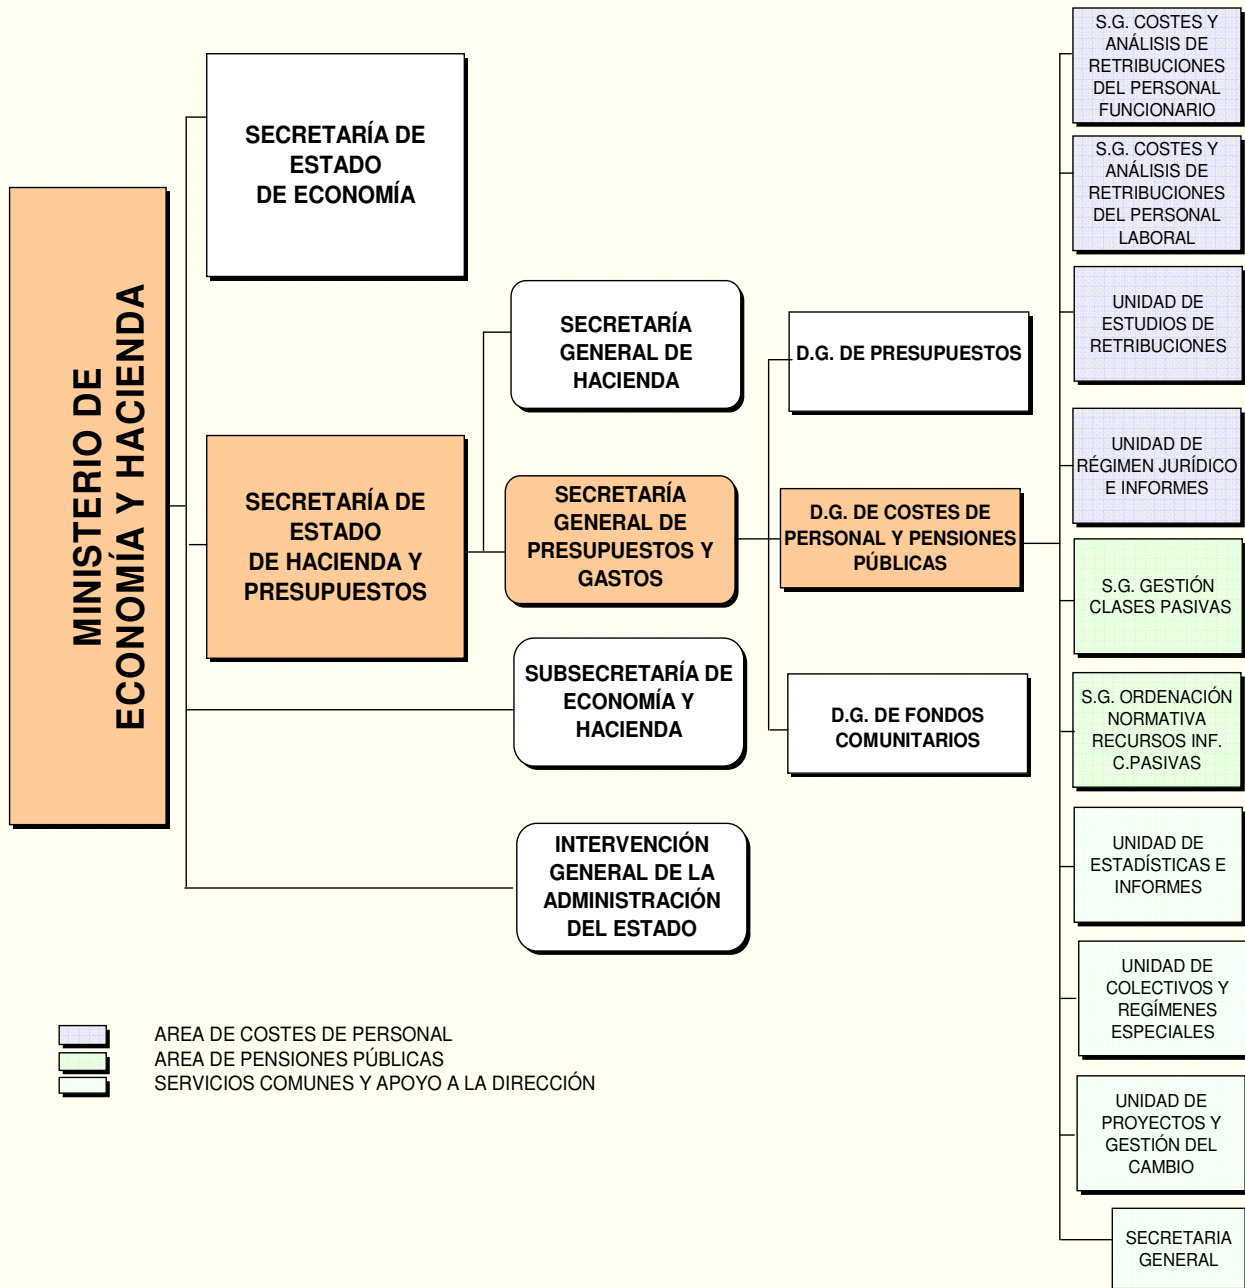 MINISTERIO DE
ECONOMÍA Y HACIENDA
SECRETARÍA DE
ESTADO
DE ECONOMÍA
SECRETARÍA DE
ESTADO
DE HACIENDA Y
PRESUPUESTOS
SECRETARÍA
GENERAL DE
HACIENDA
SECRETARÍA
GENERAL DE
PRESUPUESTOS Y
GASTOS
SUBSECRETARÍA DE
ECONOMÍA Y
HACIENDA
INTERVENCIÓN
GENERAL DE LA
ADMINISTRACIÓN
DEL ESTADO
D.G. DE PRESUPUESTOS
D.G. DE COSTES DE
PERSONAL Y PENSIONES
PÚBLICAS
D.G. DE FONDOS
COMUNITARIOS
S.G. COSTES Y
ANÁLISIS DE
RETRIBUCIONES
DEL PERSONAL
FUNCIONARIO
S.G. COSTES Y
ANÁLISIS DE
RETRIBUCIONES
DEL PERSONAL
LABORAL
UNIDAD DE
ESTUDIOS DE
RETRIBUCIONES
UNIDAD DE
RÉGIMEN JURÍDICO
E INFORMES
S.G. GESTIÓN
CLASES PASIVAS
S.G. ORDENACIÓN
NORMATIVA
RECURSOS INF.
C.PASIVAS
UNIDAD DE
ESTADÍSTICAS E
INFORMES
UNIDAD DE
COLECTIVOS Y
REGÍMENES
ESPECIALES
UNIDAD DE
PROYECTOS Y
GESTIÓN DEL
CAMBIO
SECRETARIA
GENERAL
AREA DE COSTES DE PERSONAL
AREA DE PENSIONES PÚBLICAS
SERVICIOS COMUNES Y APOYO A LA DIRECCIÓN